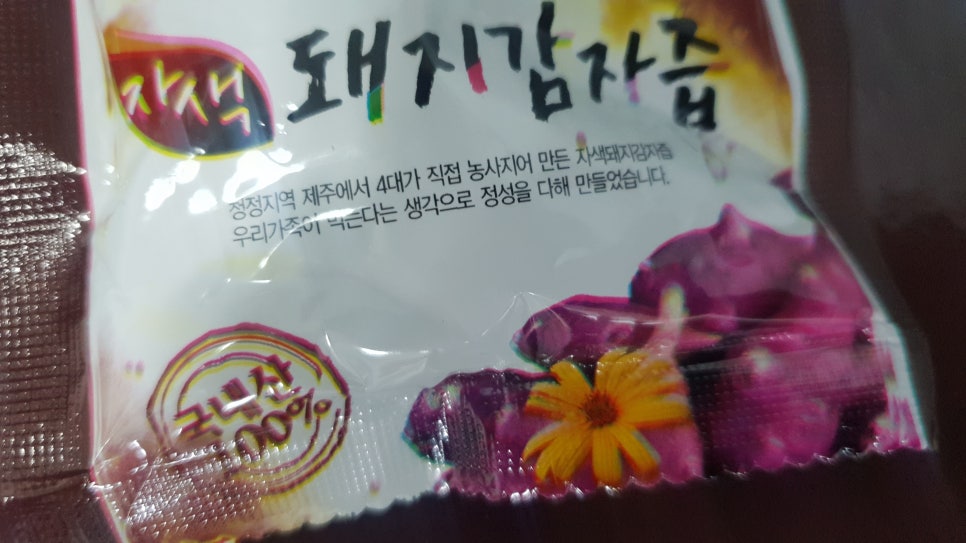 자색
돼지감자즙
청정지역 제주에서 4대가 직접 농사지어 만든 자색돼지감자즙
우리가족이 먹는다는 생각으로 정성을 다해 만들었습니다.
국내산
100%